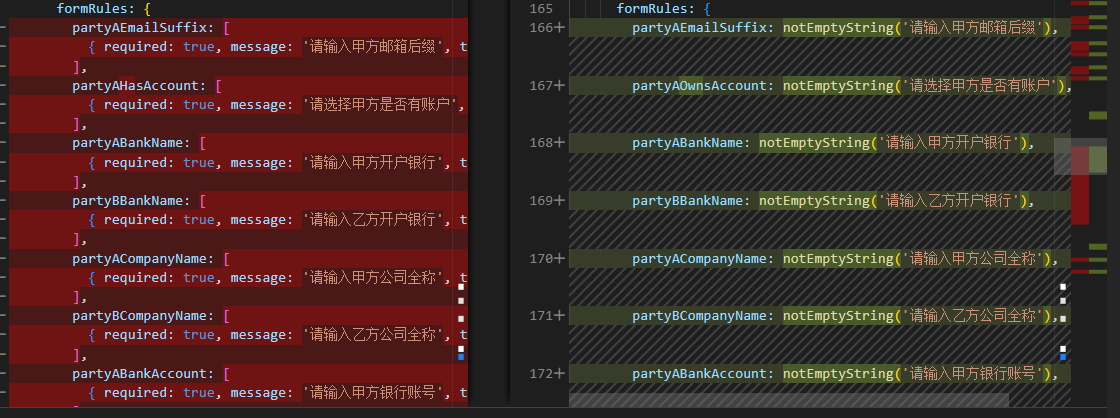 formRules: {
partyAEmailSuffix: [
{ required: true, message: '请输入甲方邮箱后缀', t
],
partyAHasAccount: [
{ required: true, message: '请选择甲方是否有账户', 
],
partyABankName: [
{ required: true, message: '请输入甲方开户银行', t
],
partyBBankName: [
{ required: true, message: '请输入乙方开户银行', t
],
partyACompanyName: [
{ required: true, message: '请输入甲方公司全称', t
],
partyBCompanyName: [
{ required: true, message: '请输入乙方公司全称', t
],
partyABankAccount: [
{ required: true, message: '请输入甲方银行账号', t
165 formRules: {
166+ partyAEmailSuffix: notEmptyString('请输入甲方邮箱后缀'),
167+ partyAOwnsAccount: notEmptyString('请选择甲方是否有账户'),
168+ partyABankName: notEmptyString('请输入甲方开户银行'),
169+ partyBBankName: notEmptyString('请输入乙方开户银行'),
170+ partyACompanyName: notEmptyString('请输入甲方公司全称'),
171+ partyBCompanyName: notEmptyString('请输入乙方公司全称'),
172+ partyABankAccount: notEmptyString('请输入甲方银行账号'),